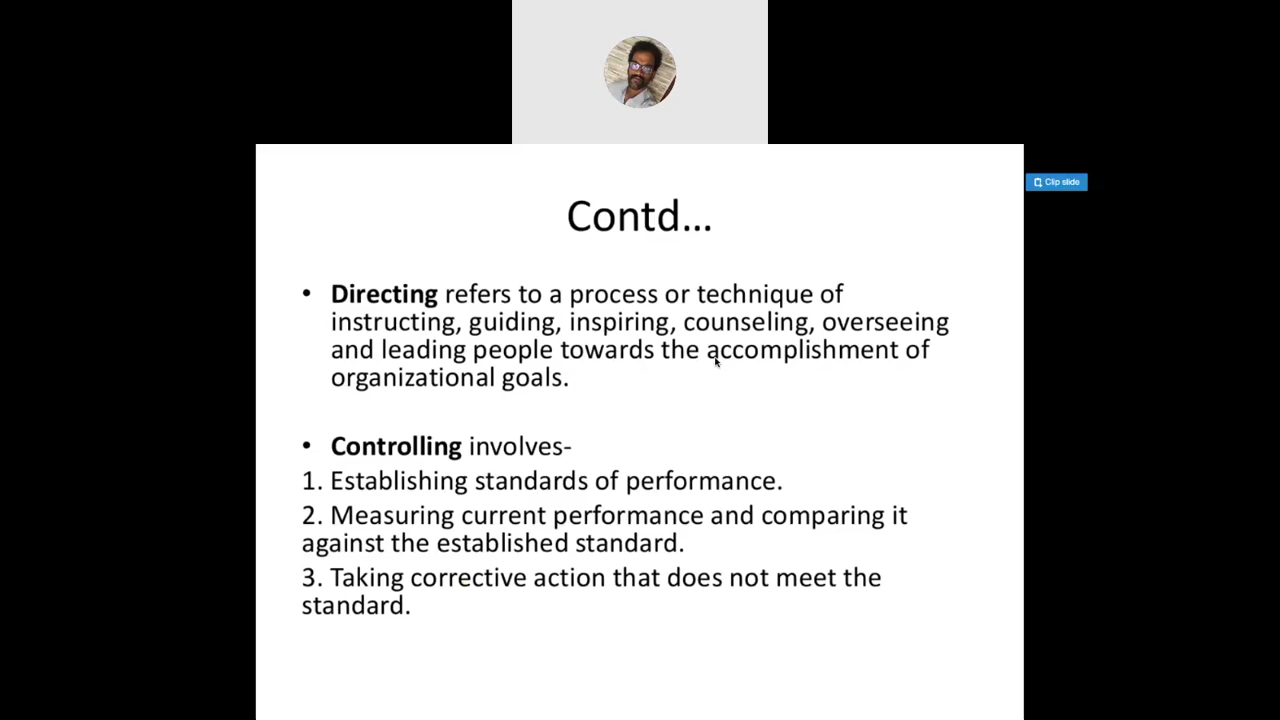 Clip slide
Contd...
• Directing refers to a process or technique of
instructing, guiding, inspiring, counseling, overseeing
and leading people towards the accomplishment of
organizational goals.
• Controlling involves-
1. Establishing standards of performance.
2. Measuring current performance and comparing it
against the established standard.
3. Taking corrective action that does not meet the
standard.